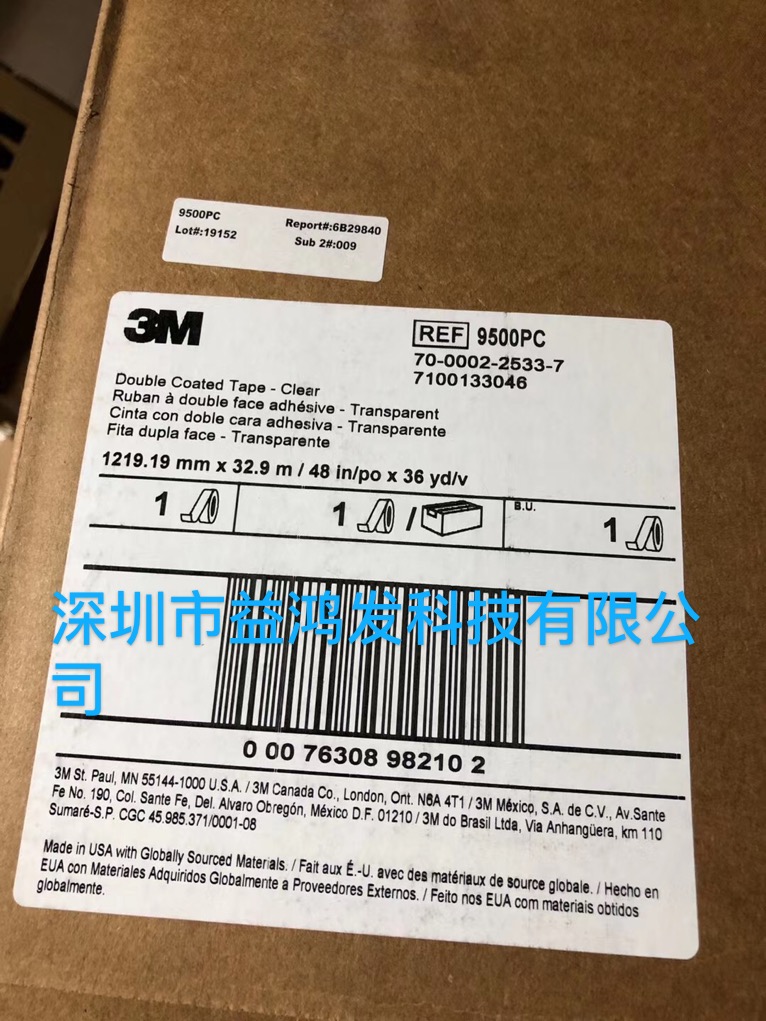 9500PC
Lot#:19152
Report#:6B29840
Sub 2#:009
3M
REF 9500PC
70-0002-2533-7
7100133046
Double Coated Tape - Clear
Ruban à double face adhésive - Transparent
Cinta con doble cara adhesiva - Transparente
Fita dupla face - Transparente
1219.19 mm x 32.9 m / 48 in/po x 36 yd/v
1
1 /
B.U.
1
深圳市益鸿发科技有限公
司
0 00 76308 98210 2
3M St. Paul, MN 55144-1000 U.S.A. / 3M Canada Co., London, Ont. N6A 4T1 / 3M México, S.A. de C.V., Av.Sante
Fe No. 190, Col. Sante Fe, Del. Alvaro Obregón, México D.F. 01210 / 3M do Brasil Ltda, Via Anhangüera, km 110
Sumaré-S.P. CGC 45.985.371/0001-08
Made in USA with Globally Sourced Materials. / Fait aux É.-U. avec des matériaux de source globale. / Hecho en
EUA con Materiales Adquiridos Globalmente a Proveedores Externos. / Feito nos EUA com materiais obtidos
globalmente.